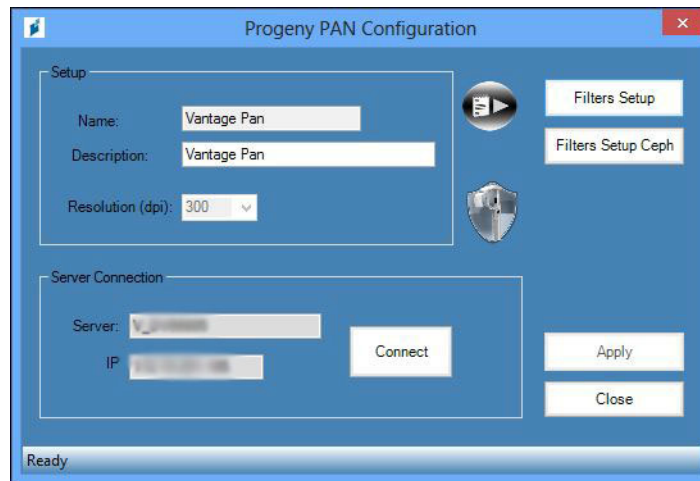 Progeny PAN Configuration
Setup
Name: Vantage Pan
Description: Vantage Pan
Resolution (dpi): 300
Filters Setup
Filters Setup Ceph
Server Connection
Server:
IP
Connect
Apply
Close
Ready